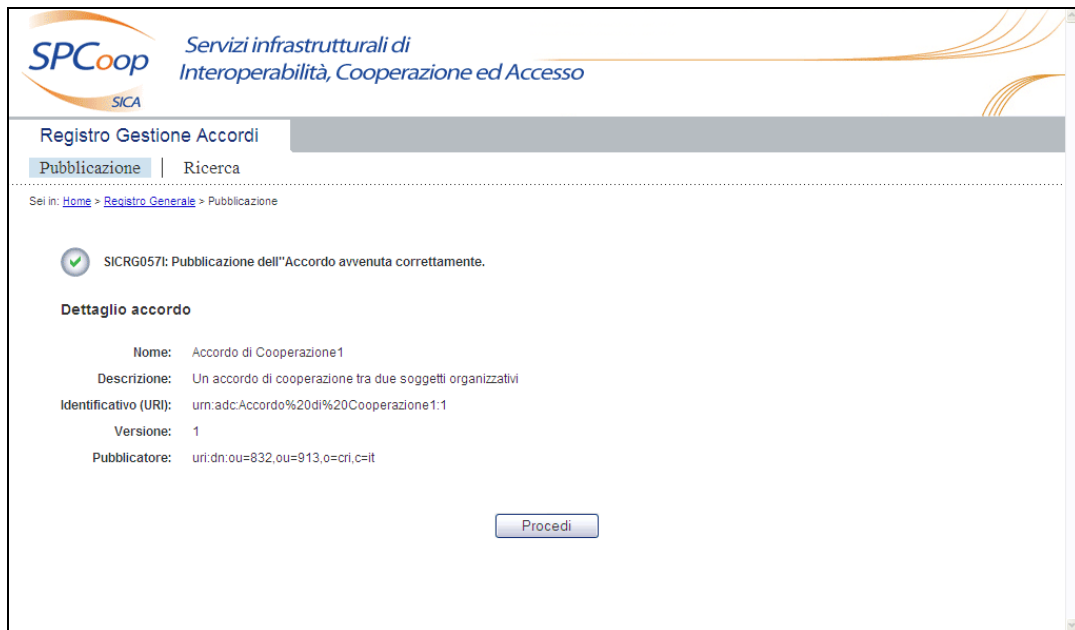 SPCoop
SICA
Servizi infrastrutturali di
Interoperabilità, Cooperazione ed Accesso
Registro Gestione Accordi
Pubblicazione | Ricerca
Sei in: Home > Registro Generale > Pubblicazione
SICRG057I: Pubblicazione dell''Accordo avvenuta correttamente.
Dettaglio accordo
Nome: Accordo di Cooperazione1
Descrizione: Un accordo di cooperazione tra due soggetti organizzativi
Identificativo (URI): urn:adc:Accordo%20di%20Cooperazione1:1
Versione: 1
Pubblicatore: uri:dn:ou=832,ou=913,o=cri,c=it
Procedi